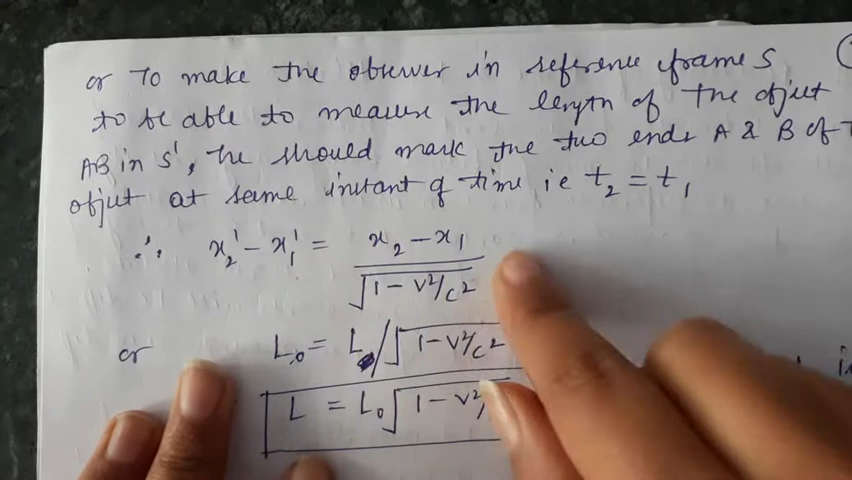 or To make the observer in reference frame S
to be able to measure the length of the object
AB in S', he should mark the two ends A & B of
object at same instant of time ie t₂ = t₁
∴ x₂' - x₁' = x₂ - x₁ / √1 - v²/c²
or L₀ = L / √1 - v²/c²
L = L₀ √1 - v²/